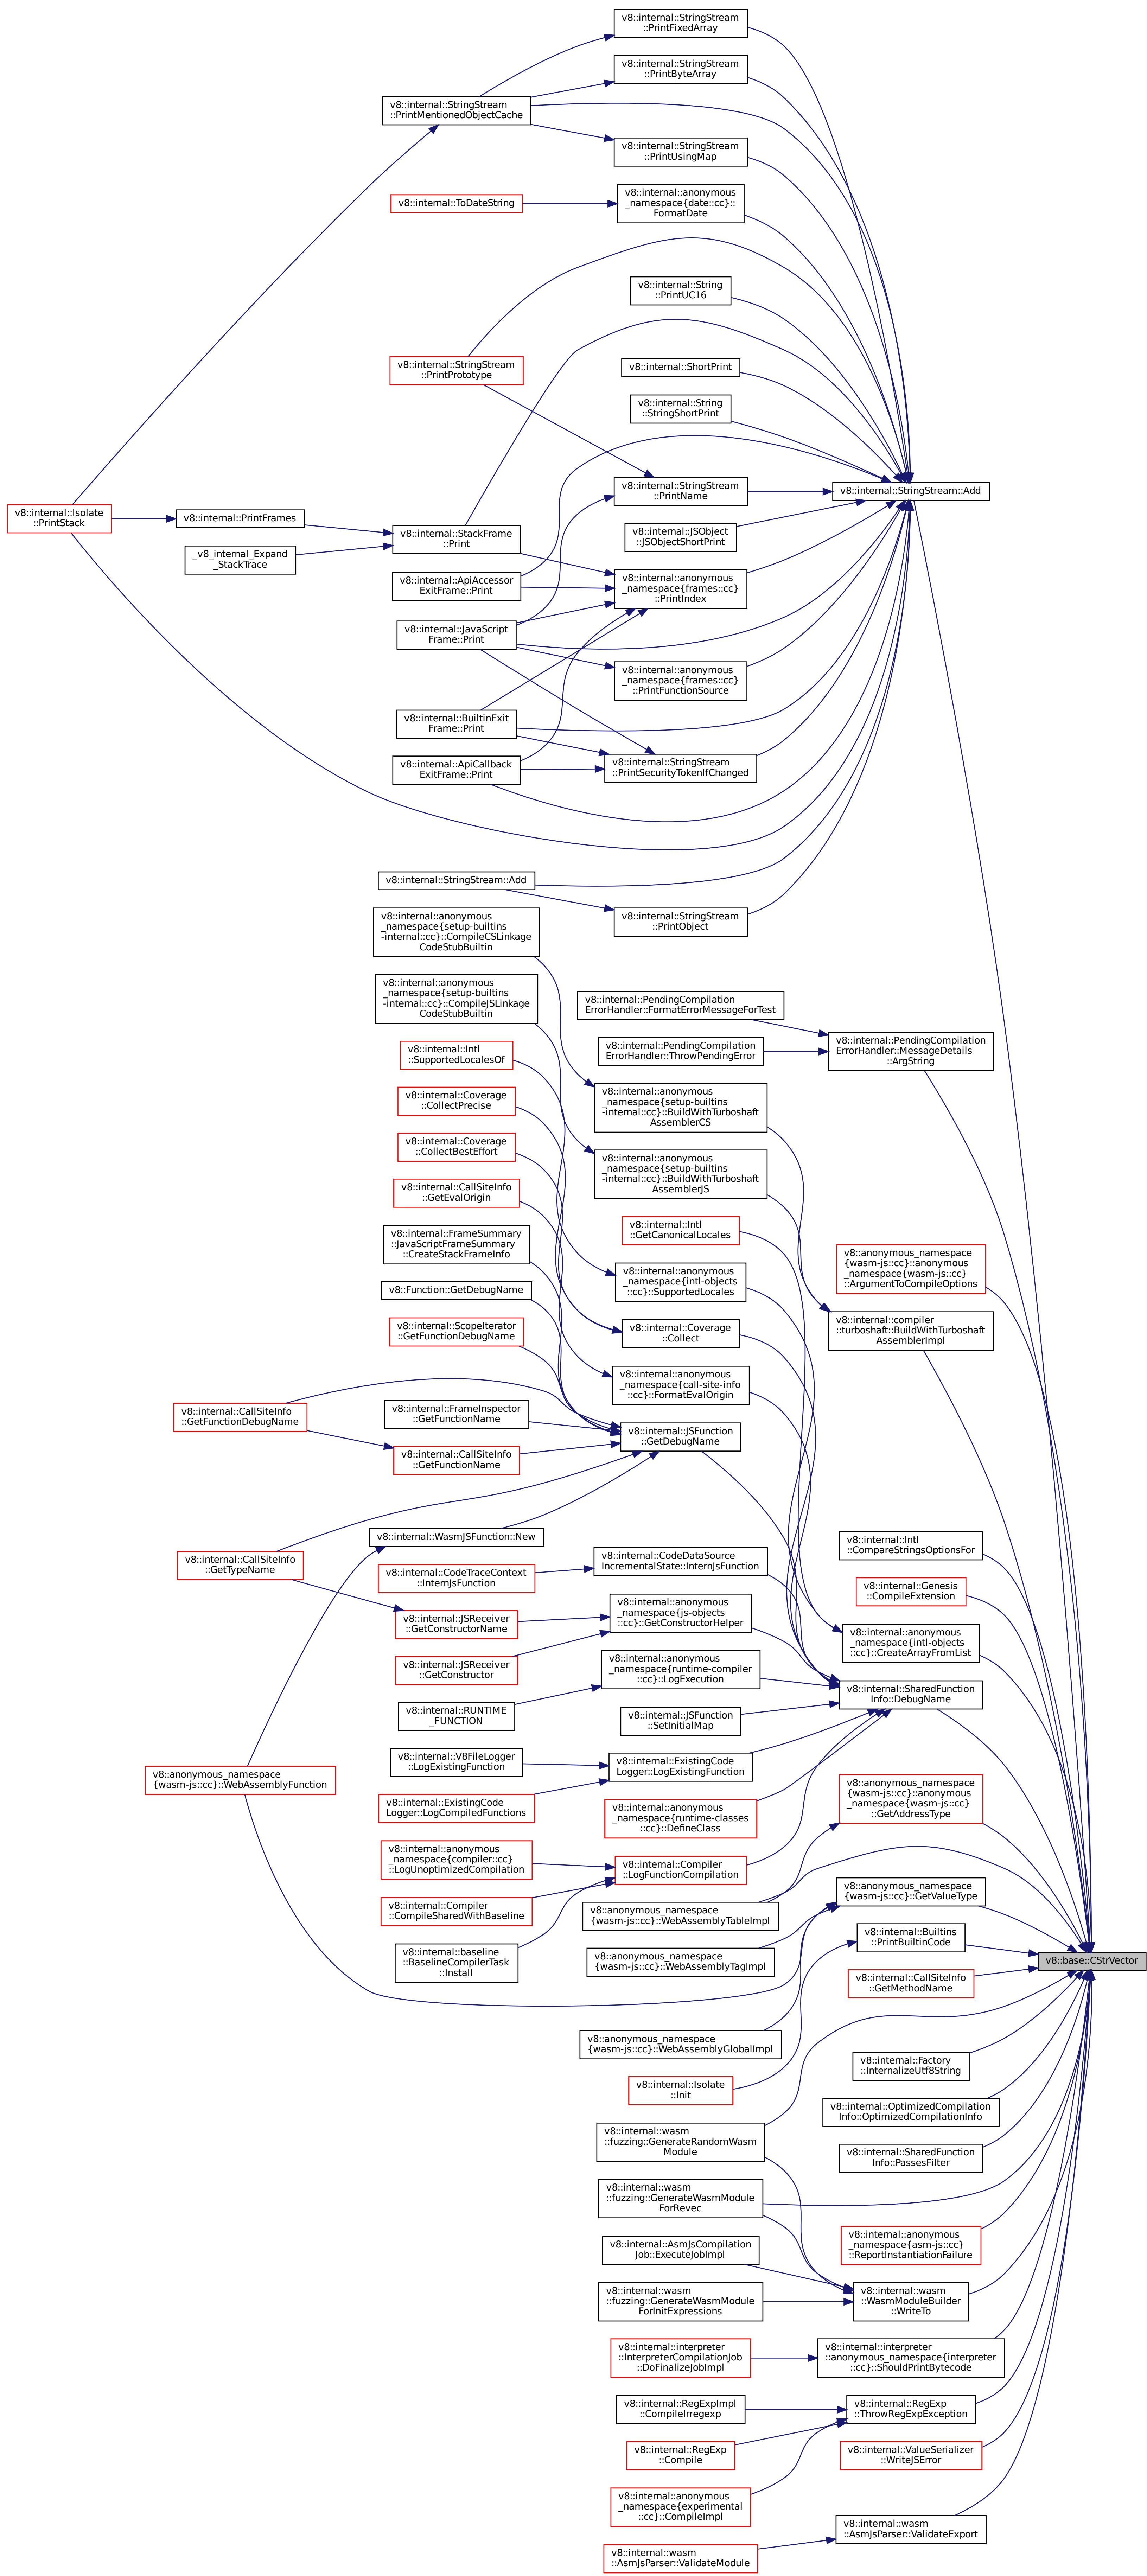 v8::internal::StringStream
::PrintFixedArray
v8::internal::StringStream
::PrintByteArray
v8::internal::StringStream
::PrintMentionedObjectCache
v8::internal::StringStream
::PrintUsingMap
v8::internal::ToDateString
v8::internal::anonymous
_namespace{date::cc}::
FormatDate
v8::internal::String
::PrintUC16
v8::internal::StringStream
::PrintPrototype
v8::internal::ShortPrint
v8::internal::String
::StringShortPrint
v8::internal::StringStream
::PrintName
v8::internal::StringStream::Add
v8::internal::Isolate
::PrintStack
v8::internal::PrintFrames
v8::internal::StackFrame
::Print
v8::internal::JSObject
::JSObjectShortPrint
_v8_internal_Expand
_StackTrace
v8::internal::ApiAccessor
ExitFrame::Print
v8::internal::anonymous
_namespace{frames::cc}
::PrintIndex
v8::internal::JavaScript
Frame::Print
v8::internal::anonymous
_namespace{frames::cc}
::PrintFunctionSource
v8::internal::BuiltinExit
Frame::Print
v8::internal::ApiCallback
ExitFrame::Print
v8::internal::StringStream
::PrintSecurityTokenIfChanged
v8::internal::StringStream::Add
v8::internal::StringStream
::PrintObject
v8::internal::anonymous
_namespace{setup-builtins
-internal::cc}::CompileCSLinkage
CodeStubBuiltin
v8::internal::anonymous
_namespace{setup-builtins
-internal::cc}::CompileJSLinkage
CodeStubBuiltin
v8::internal::PendingCompilation
ErrorHandler::FormatErrorMessageForTest
v8::internal::PendingCompilation
ErrorHandler::ThrowPendingError
v8::internal::PendingCompilation
ErrorHandler::MessageDetails
::ArgString
v8::internal::Intl
::SupportedLocalesOf
v8::internal::Coverage
::CollectPrecise
v8::internal::anonymous
_namespace{setup-builtins
-internal::cc}::BuildWithTurboshaft
AssemblerCS
v8::internal::Coverage
::CollectBestEffort
v8::internal::anonymous
_namespace{setup-builtins
-internal::cc}::BuildWithTurboshaft
AssemblerJS
v8::internal::CallSiteInfo
::GetEvalOrigin
v8::internal::Intl
::GetCanonicalLocales
v8::internal::FrameSummary
::JavaScriptFrameSummary
::CreateStackFrameInfo
v8::anonymous_namespace
{wasm-js::cc}::anonymous
_namespace{wasm-js::cc}
::ArgumentToCompileOptions
v8::internal::anonymous
_namespace{intl-objects
::cc}::SupportedLocales
v8::Function::GetDebugName
v8::internal::ScopeIterator
::GetFunctionDebugName
v8::internal::Coverage
::Collect
v8::internal::compiler
::turboshaft::BuildWithTurboshaft
AssemblerImpl
v8::internal::anonymous
_namespace{call-site-info
::cc}::FormatEvalOrigin
v8::internal::CallSiteInfo
::GetFunctionDebugName
v8::internal::FrameInspector
::GetFunctionName
v8::internal::JSFunction
::GetDebugName
v8::internal::CallSiteInfo
::GetFunctionName
v8::internal::WasmJSFunction::New
v8::internal::Intl
::CompareStringsOptionsFor
v8::internal::CallSiteInfo
::GetTypeName
v8::internal::CodeTraceContext
::InternJsFunction
v8::internal::CodeDataSource
IncrementalState::InternJsFunction
v8::internal::Genesis
::CompileExtension
v8::internal::JSReceiver
::GetConstructorName
v8::internal::anonymous
_namespace{js-objects
::cc}::GetConstructorHelper
v8::internal::anonymous
_namespace{intl-objects
::cc}::CreateArrayFromList
v8::internal::JSReceiver
::GetConstructor
v8::internal::anonymous
_namespace{runtime-compiler
::cc}::LogExecution
v8::internal::SharedFunction
Info::DebugName
v8::internal::RUNTIME
_FUNCTION
v8::internal::JSFunction
::SetInitialMap
v8::anonymous_namespace
{wasm-js::cc}::WebAssemblyFunction
v8::internal::V8FileLogger
::LogExistingFunction
v8::internal::ExistingCode
Logger::LogExistingFunction
v8::internal::ExistingCode
Logger::LogCompiledFunctions
v8::internal::anonymous
_namespace{runtime-classes
::cc}::DefineClass
v8::anonymous_namespace
{wasm-js::cc}::anonymous
_namespace{wasm-js::cc}
::GetAddressType
v8::internal::anonymous
_namespace{compiler::cc}
::LogUnoptimizedCompilation
v8::internal::Compiler
::LogFunctionCompilation
v8::internal::Compiler
::CompileSharedWithBaseline
v8::anonymous_namespace
{wasm-js::cc}::WebAssemblyTableImpl
v8::anonymous_namespace
{wasm-js::cc}::GetValueType
v8::internal::baseline
::BaselineCompilerTask
::Install
v8::anonymous_namespace
{wasm-js::cc}::WebAssemblyTagImpl
v8::internal::Builtins
::PrintBuiltinCode
v8::base::CStrVector
v8::internal::CallSiteInfo
::GetMethodName
v8::anonymous_namespace
{wasm-js::cc}::WebAssemblyGlobalImpl
v8::internal::Factory
::InternalizeUtf8String
v8::internal::Isolate
::Init
v8::internal::OptimizedCompilation
Info::OptimizedCompilationInfo
v8::internal::wasm
::fuzzing::GenerateRandomWasm
Module
v8::internal::SharedFunction
Info::PassesFilter
v8::internal::wasm
::fuzzing::GenerateWasmModule
ForRevec
v8::internal::anonymous
_namespace{asm-js::cc}
::ReportInstantiationFailure
v8::internal::AsmJsCompilation
Job::ExecuteJobImpl
v8::internal::wasm
::fuzzing::GenerateWasmModule
ForInitExpressions
v8::internal::wasm
::WasmModuleBuilder
::WriteTo
v8::internal::interpreter
::InterpreterCompilationJob
::DoFinalizeJobImpl
v8::internal::interpreter
::anonymous_namespace{interpreter
::cc}::ShouldPrintBytecode
v8::internal::RegExpImpl
::CompileIrregexp
v8::internal::RegExp
::ThrowRegExpException
v8::internal::RegExp
::Compile
v8::internal::ValueSerializer
::WriteJSError
v8::internal::anonymous
_namespace{experimental
::cc}::CompileImpl
v8::internal::wasm
::AsmJsParser::ValidateExport
v8::internal::wasm
::AsmJsParser::ValidateModule